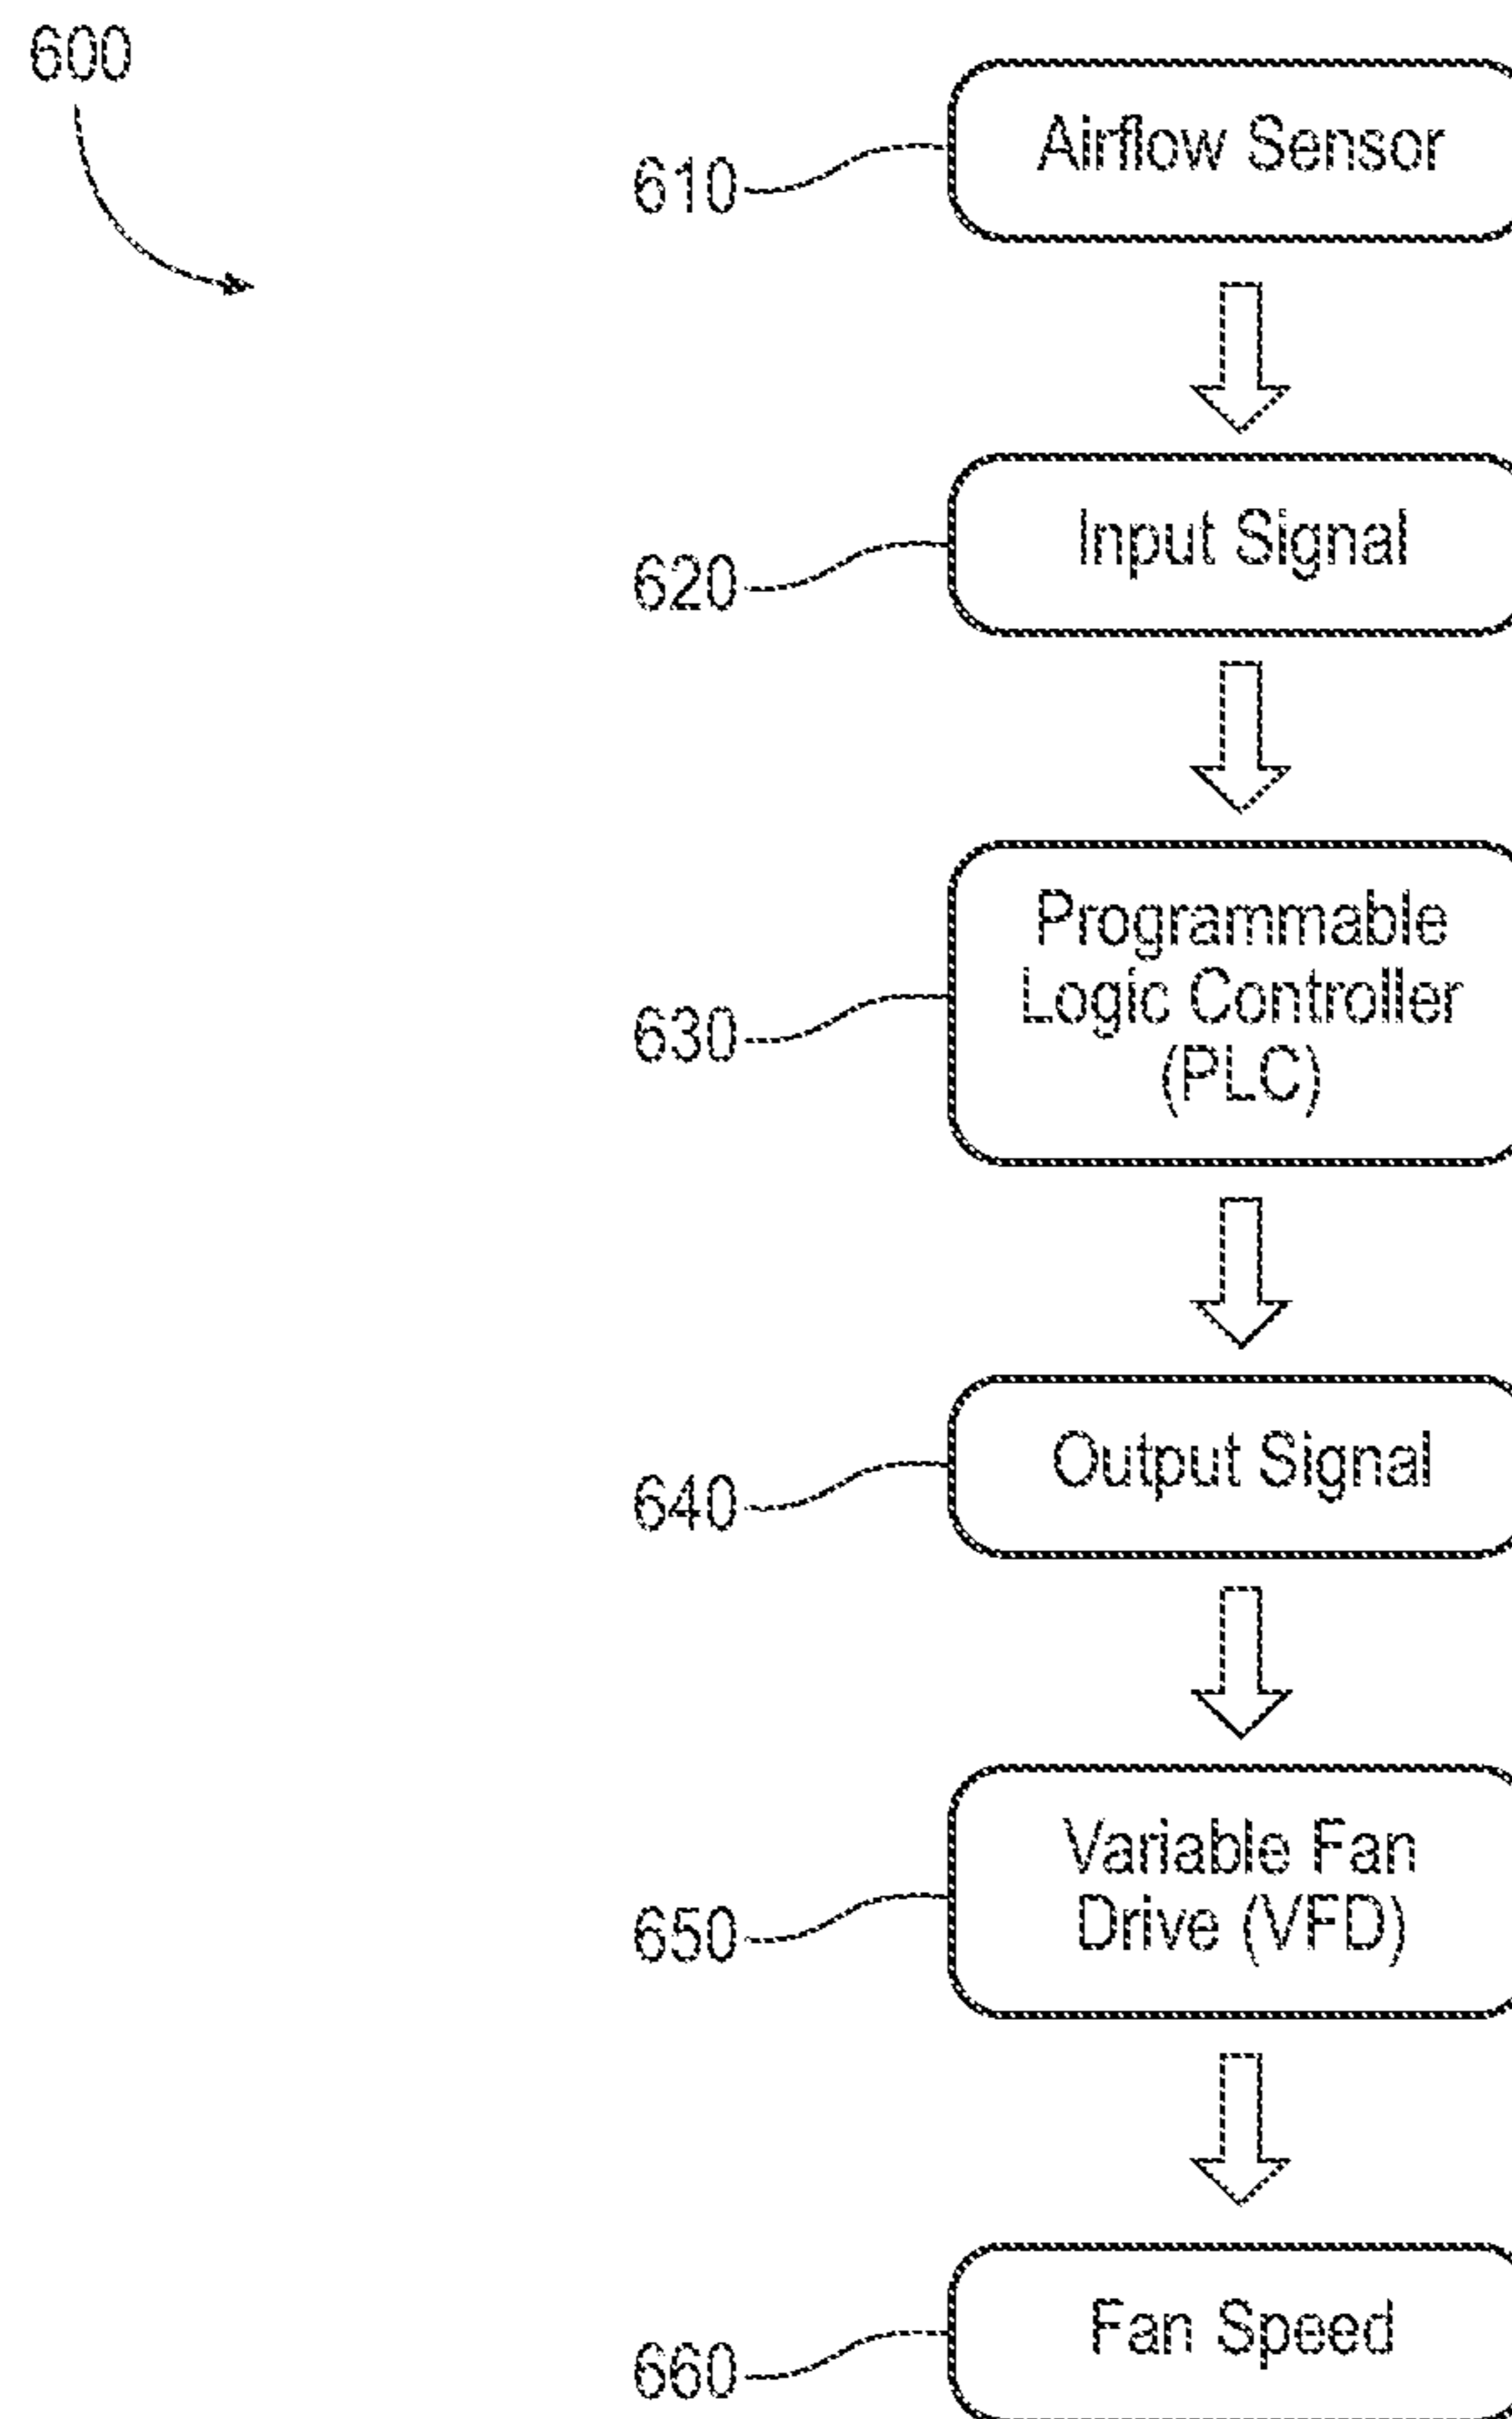 600
610
Airflow Sensor
620
Input Signal
630
Programmable
Logic Controller
(PLC)
640
Output Signal
650
Variable Fan
Drive (VFD)
660
Fan Speed